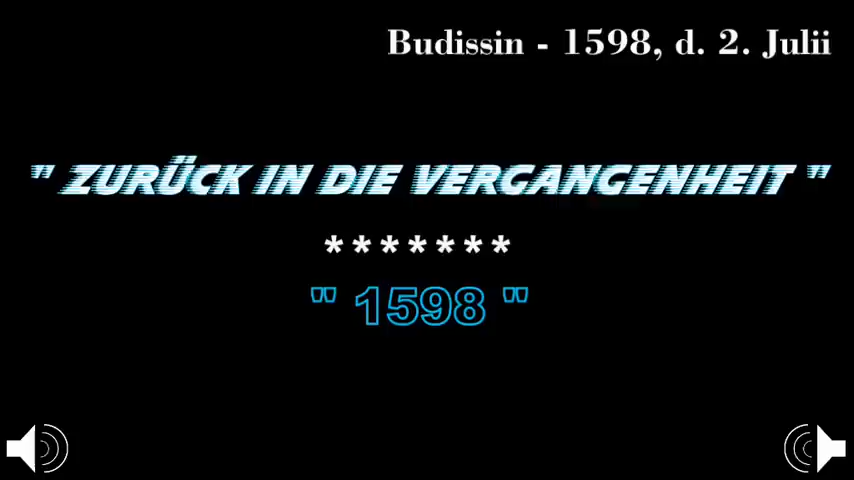 Budissin - 1598, d. 2. Julii
" ZURÜCK IN DIE VERGANGENHEIT "
*******
" 1598 "